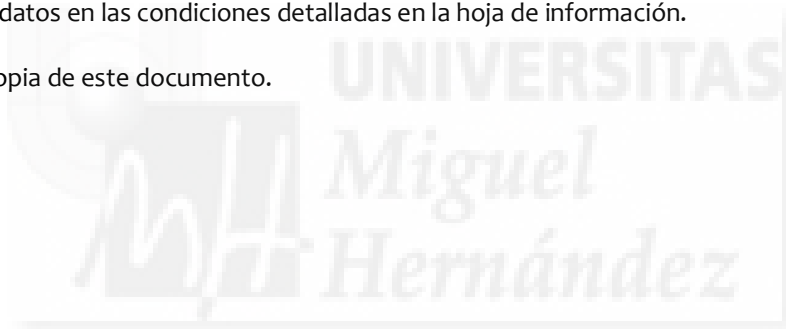 datos en las condiciones detalladas en la hoja de información.
opia de este documento.
UNIVERSITAS
Miguel
Hernández